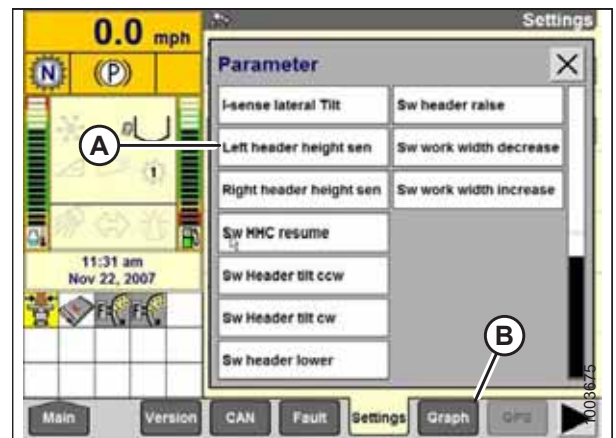 0.0 mph
Settings
N
P
Parameter
I-sense lateral Tilt
Sw header raise
Left header height sen
Sw work width decrease
Right header height sen
Sw work width increase
Sw HHC resume
Sw Header tilt ccw
Sw Header tilt cw
Sw header lower
A
1
11:31 am
Nov 22, 2007
B
1003675
Main
Version
CAN
Fault
Settings
Graph
GPS